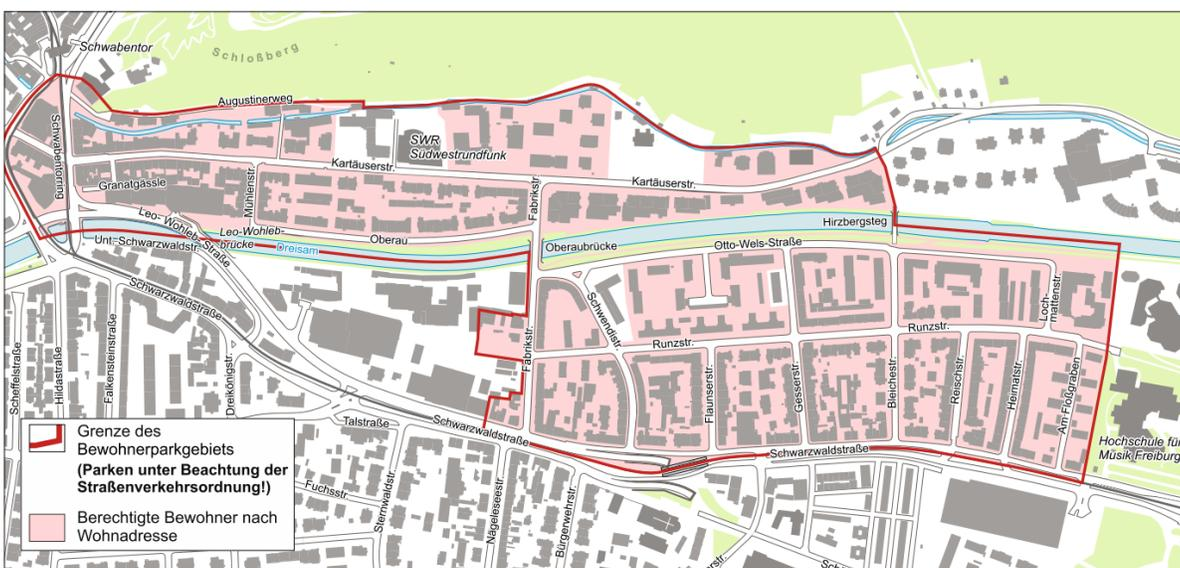 Schwabentor
Schloßberg
Augustinerweg
SWR
Südwestrundfunk
Kartäuserstr.
Kartäuserstr.
Schwabentorring
Granatgässle
Mühlenstr.
Fabrikstr.
Leo-Wohleb-Straße
Leo-Wohleb-
brücke
Oberau
Oberaubrücke
Hirzbergsteg
Otto-Wels-Straße
Unt. Schwarzwaldstr.
Dreisam
Schwarzwaldstraße
Schwendistr.
Loch-
mattenstr.
Runzstr.
Runzstr.
Fabrikstr.
Scheffelstraße
Hildastraße
Falkensteinstraße
Dreikönigstr.
Flaunserstr.
Gesserstr.
Bleichestr.
Reischstr.
Heimatstr.
Am Floßgraben
Talstraße
Schwarzwaldstraße
Schwarzwaldstraße
Hochschule für
Musik Freiburg
Fuchsstr.
Sternwaldstr.
Nägeleseestr.
Bürgerwehrstr.
Grenze des
Bewohnerparkgebiets
(Parken unter Beachtung der
Straßenverkehrsordnung!)
Berechtigte Bewohner nach
Wohnadresse